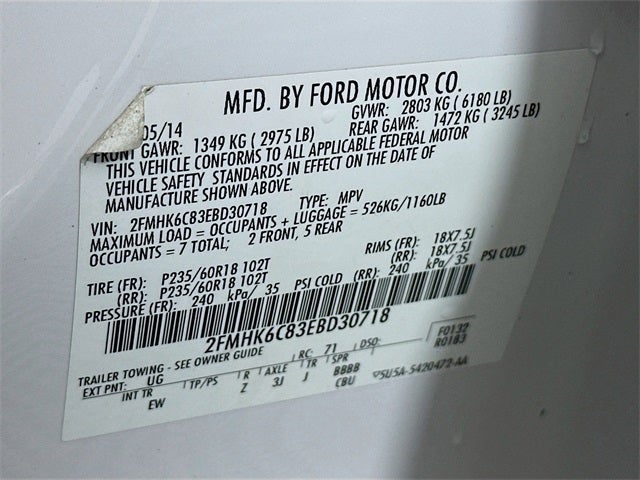 MFD. BY FORD MOTOR CO.
05/14 GVWR: 2803 KG ( 6180 LB)
FRONT GAWR: 1349 KG ( 2975 LB) REAR GAWR: 1472 KG ( 3245 LB)
THIS VEHICLE CONFORMS TO ALL APPLICABLE FEDERAL MOTOR
VEHICLE SAFETY STANDARDS IN EFFECT ON THE DATE OF
MANUFACTURE SHOWN ABOVE.
VIN: 2FMHK6C83EBD30718 TYPE: MPV
MAXIMUM LOAD = OCCUPANTS + LUGGAGE = 526KG/1160LB
OCCUPANTS = 7 TOTAL; 2 FRONT, 5 REAR
TIRE (FR): P235/60R18 102T RIMS (FR): 18X7.5J
(RR): P235/60R18 102T (RR): 18X7.5J
PRESSURE (FR): 240 kPa/ 35 PSI COLD (RR): 240 kPa/ 35 PSI COLD
2FMHK6C83EBD30718
F0132
R0183
TRAILER TOWING - SEE OWNER GUIDE RC: 71 DSO:
EXT PNT: UG TP/PS R AXLE TR SPR
INT TR EW Z 3J J BBBB
CBU 5U5A-5420472-AA